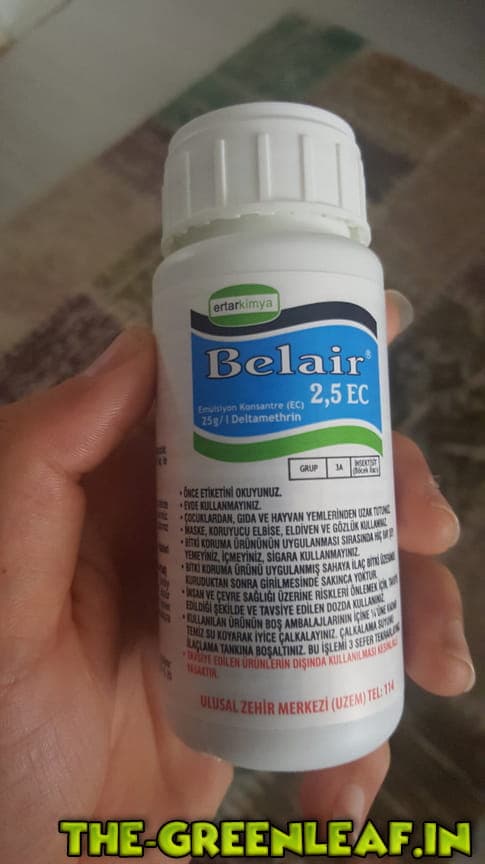 ertarkimya
Belair®
2,5 EC
Emülsiyon Konsantre (EC)
25g/l Deltamethrin
GRUP 3A İNSEKTİSİT (Böcek İlacı)
• ÖNCE ETİKETİNİ OKUYUNUZ.
• EVDE KULLANMAYINIZ.
• ÇOCUKLARDAN, GIDA VE HAYVAN YEMLERİNDEN UZAK TUTUNUZ.
• MASKE, KORUYUCU ELBİSE, ELDİVEN VE GÖZLÜK KULLANINIZ.
• BİTKİ KORUMA ÜRÜNÜNÜN UYGULANMASI SIRASINDA HİÇ BİR ŞEY
YEMEYİNİZ, İÇMEYİNİZ, SİGARA KULLANMAYINIZ.
• BİTKİ KORUMA ÜRÜNÜ UYGULANMIŞ SAHAYA İLAÇ BİTKİ ÜZERİNDE
KURUDUKTAN SONRA GİRİLMESİNDE SAKINCA YOKTUR.
• İNSAN VE ÇEVRE SAĞLIĞI ÜZERİNE RİSKLERİ ÖNLEMEK İÇİN, TAVSİYE
EDİLDİĞİ ŞEKİLDE VE TAVSİYE EDİLEN DOZDA KULLANINIZ.
• KULLANILAN ÜRÜNÜN BOŞ AMBALAJLARININ İÇİNE ¼'ÜNE KADAR
TEMİZ SU KOYARAK İYİCE ÇALKALAYINIZ. ÇALKALAMA SUYUNU
İLAÇLAMA TANKINA BOŞALTINIZ. BU İŞLEMİ 3 SEFER TEKRARLAYINIZ.
• TAVSİYE EDİLEN ÜRÜNLERİN DIŞINDA KULLANILMASI KESİNLİKLE
YASAKTIR.
ULUSAL ZEHİR MERKEZİ (UZEM) TEL: 114
THE-GREENLEAF.IN